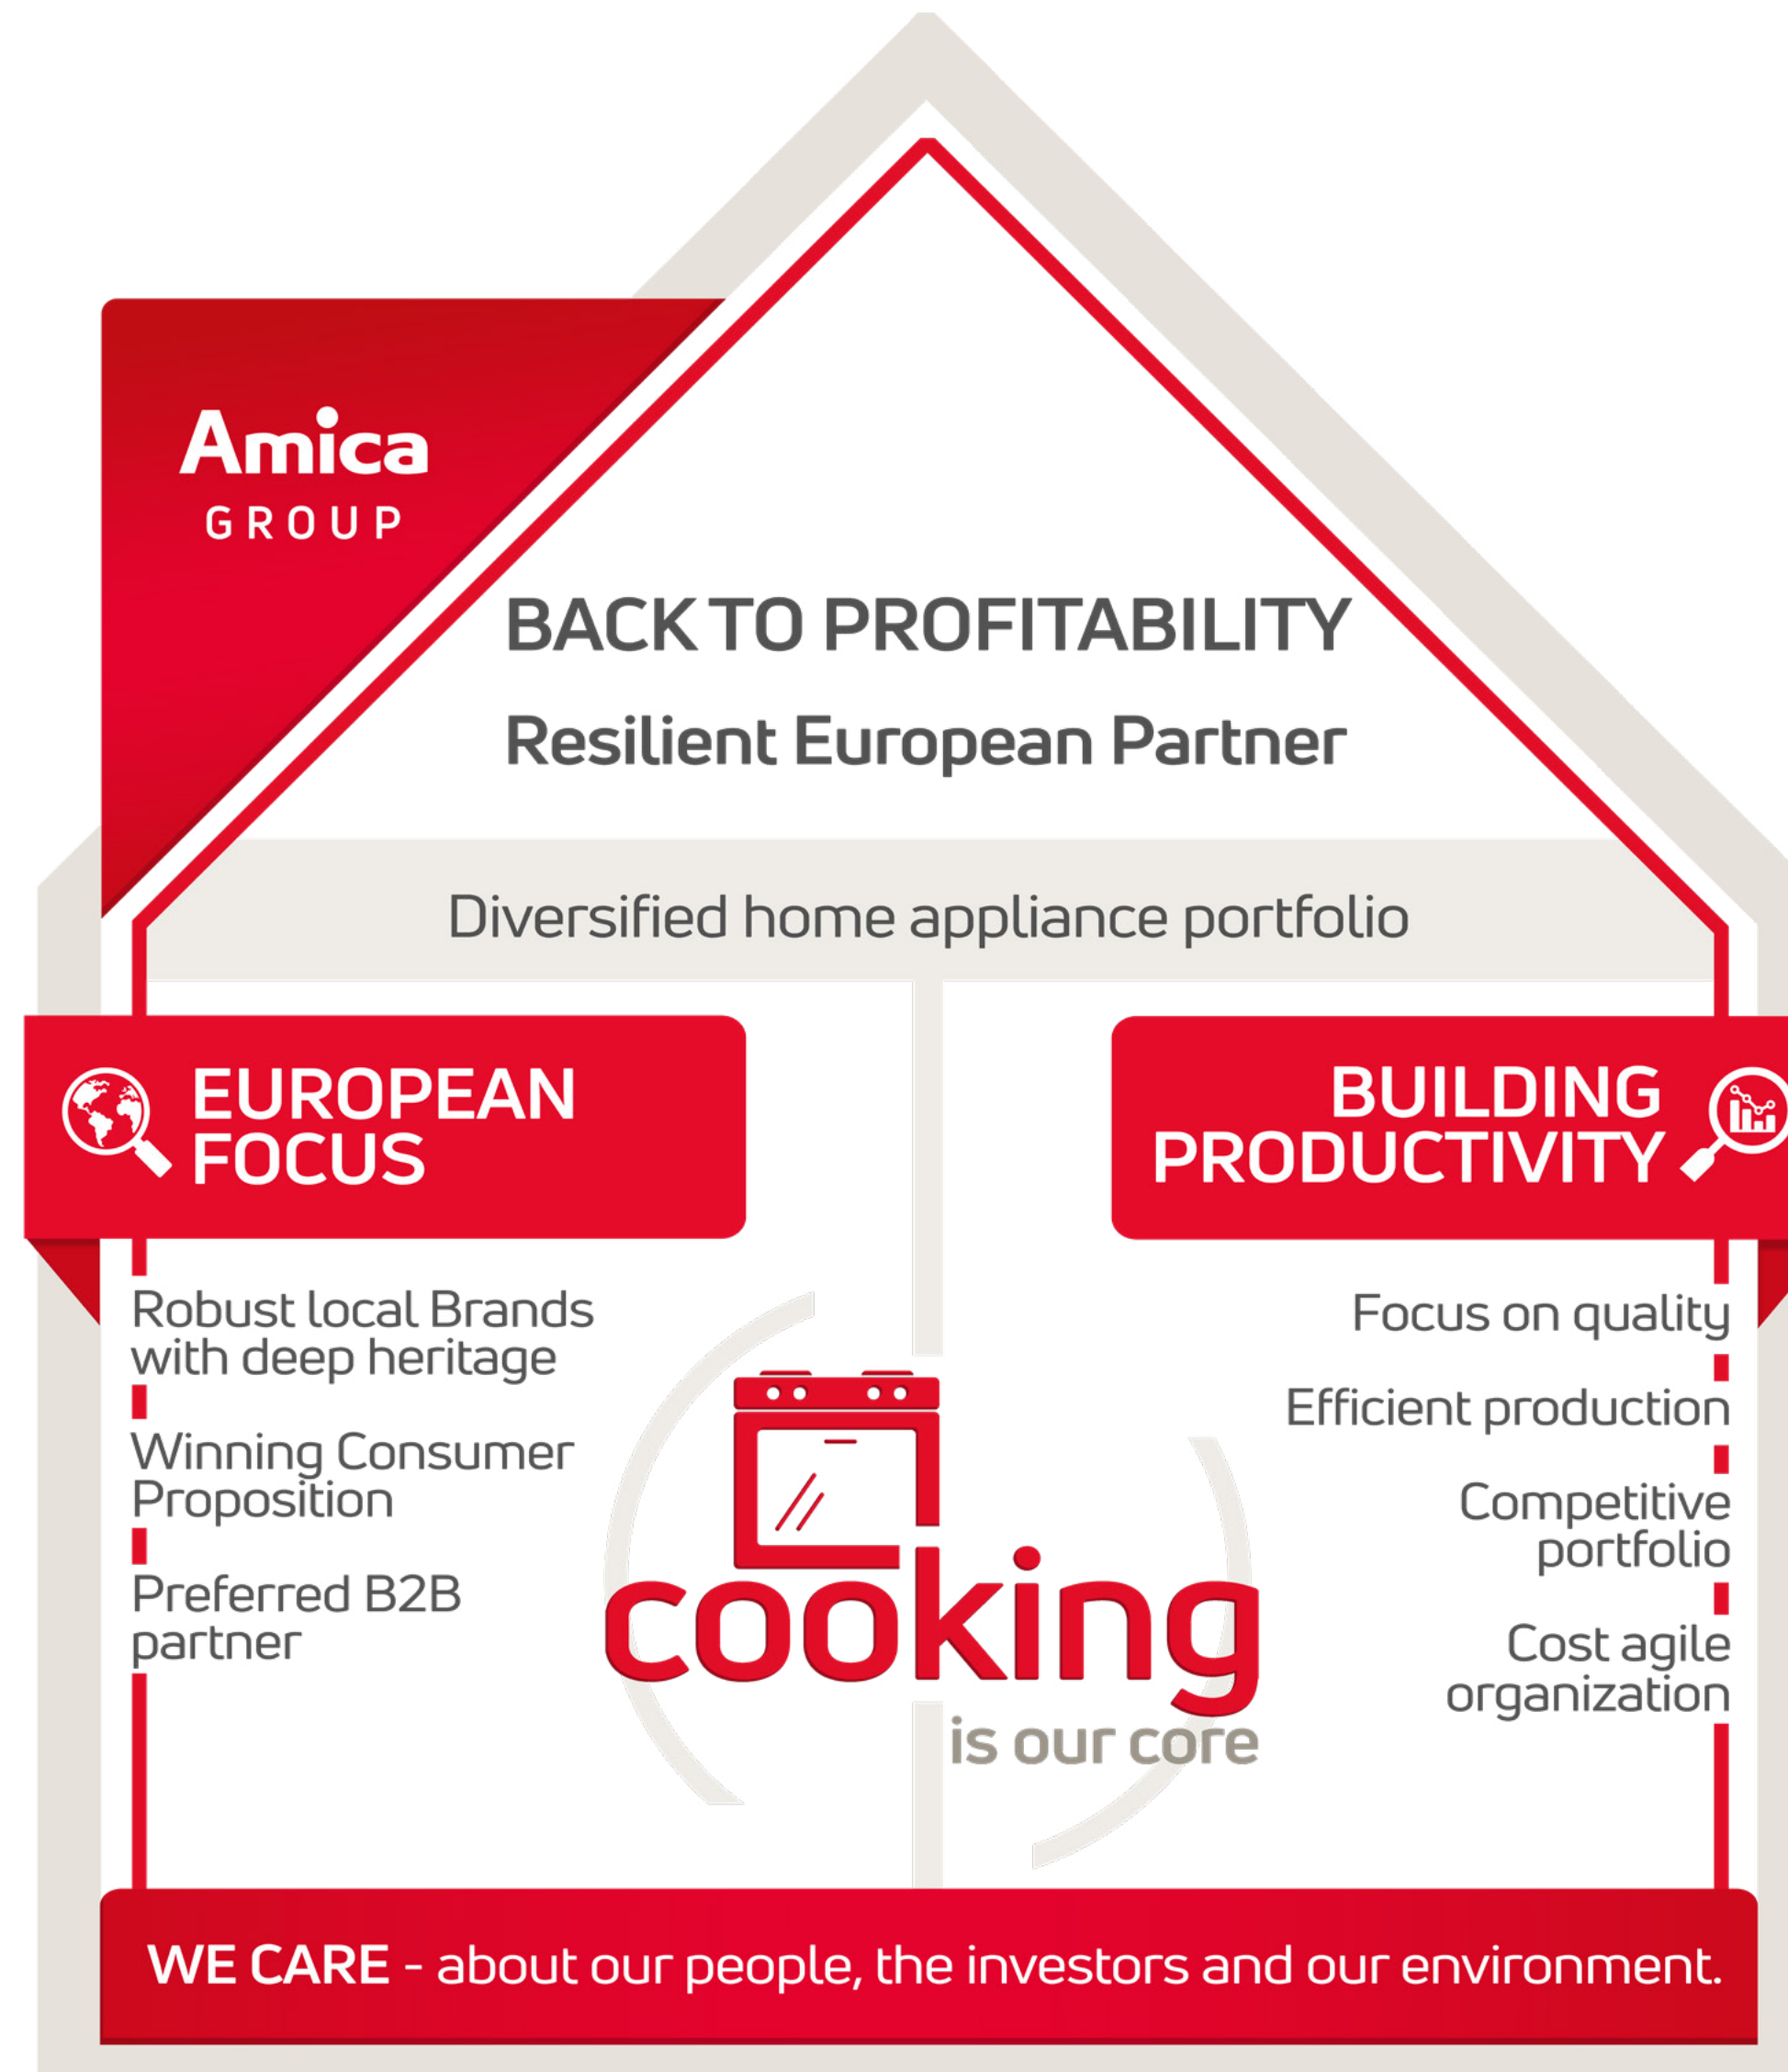 Amica
GROUP
BACK TO PROFITABILITY
Resilient European Partner
Diversified home appliance portfolio
EUROPEAN
FOCUS
Robust local Brands
with deep heritage
Winning Consumer
Proposition
Preferred B2B
partner
BUILDING
PRODUCTIVITY
Focus on quality
Efficient production
Competitive
portfolio
Cost agile
organization
cooking
is our core
WE CARE - about our people, the investors and our environment.